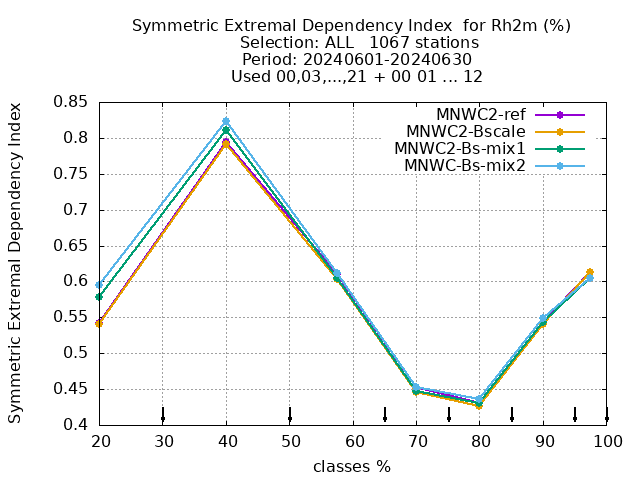 Symmetric Extremal Dependency Index  for Rh2m (%)
Selection: ALL   1067 stations
Period: 20240601-20240630
Used 00,03,...,21 + 00 01 ... 12
MNWC2-ref
MNWC2-Bscale
MNWC2-Bs-mix1
MNWC-Bs-mix2
Symmetric Extremal Dependency Index
0.85
0.8
0.75
0.7
0.65
0.6
0.55
0.5
0.45
0.4
20 30 40 50 60 70 80 90 100
classes %